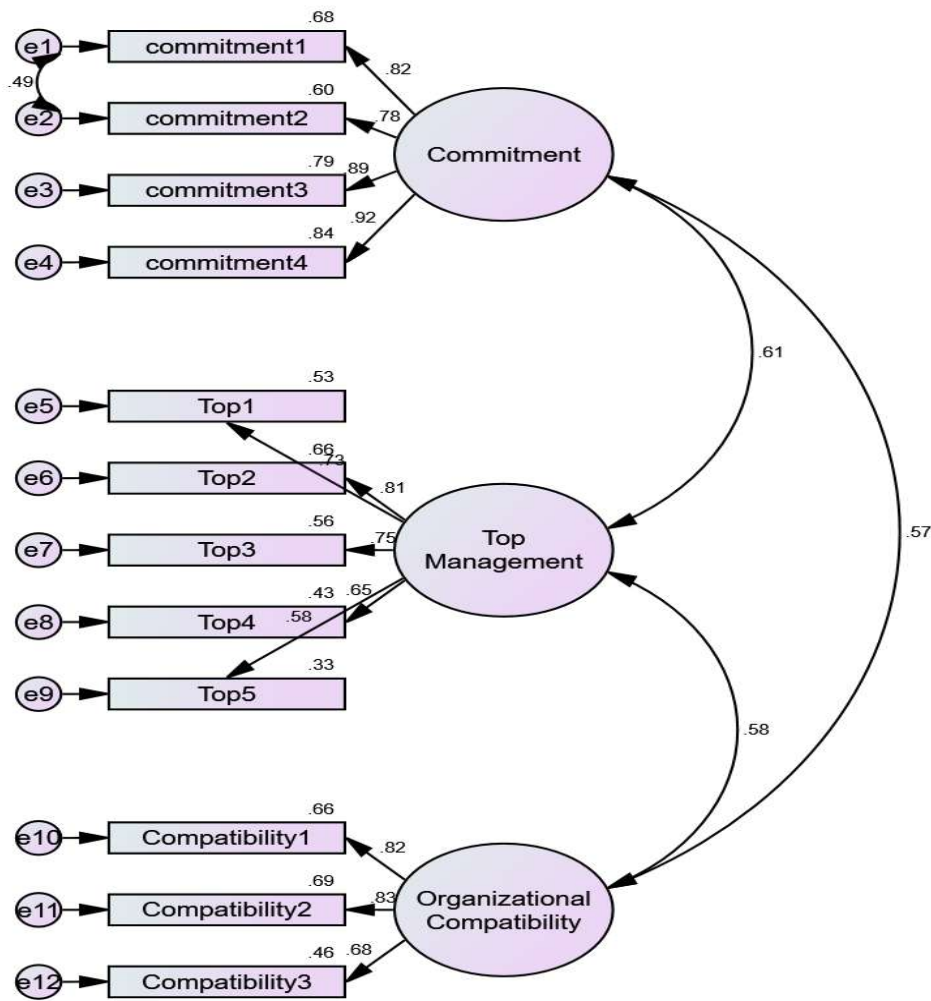 .68
e1
commitment1
.82
.49
.60
e2
commitment2
.78
Commitment
.79
e3
commitment3
.89
.92
.84
e4
commitment4
.61
.53
e5
Top1
.66
.73
e6
Top2
.81
.56
e7
Top3
.75
Top
Management
.57
.43
.65
e8
Top4
.58
.33
e9
Top5
.58
.66
e10
Compatibility1
.82
.69
e11
Compatibility2
.83
Organizational
Compatibility
.46
.68
e12
Compatibility3